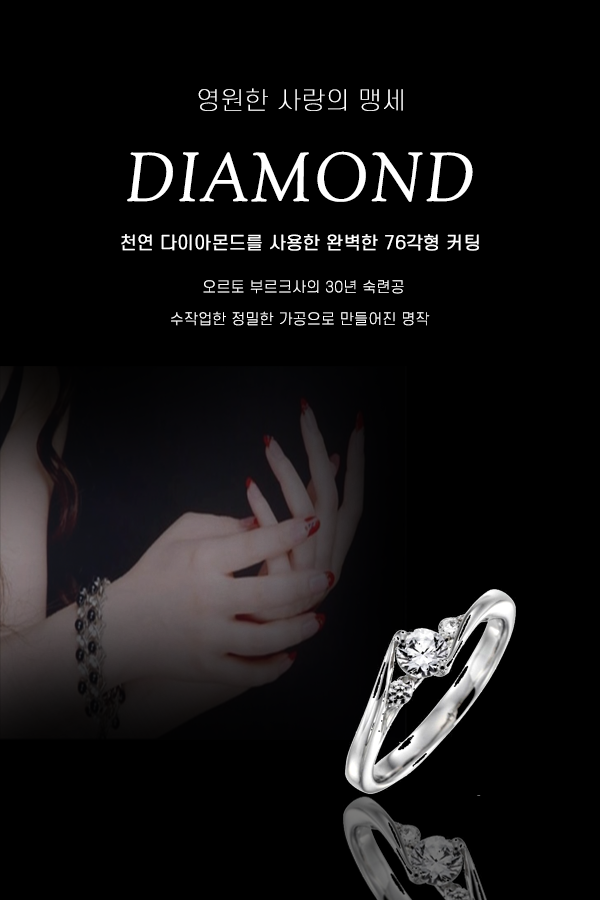 영원한 사랑의 맹세
DIAMOND
천연 다이아몬드를 사용한 완벽한 76각형 커팅
오르토 부르크사의 30년 숙련공
수작업한 정밀한 가공으로 만들어진 명작